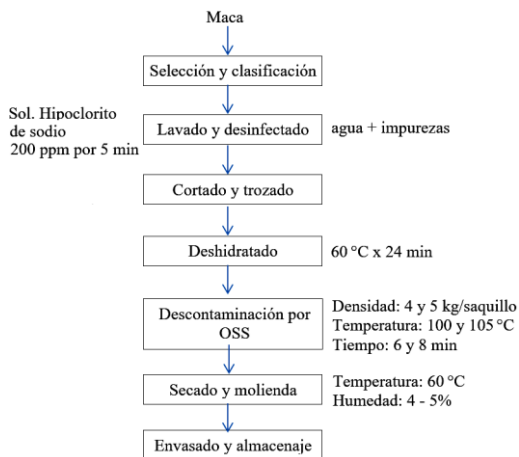 Maca
Selección y clasificación
Sol. Hipoclorito
de sodio
200 ppm por 5 min
Lavado y desinfectado
agua + impurezas
Cortado y trozado
Deshidratado
60 °C x 24 min
Descontaminación por
OSS
Densidad: 4 y 5 kg/saquillo
Temperatura: 100 y 105 °C
Tiempo: 6 y 8 min
Secado y molienda
Temperatura: 60 °C
Humedad: 4 - 5%
Envasado y almacenaje